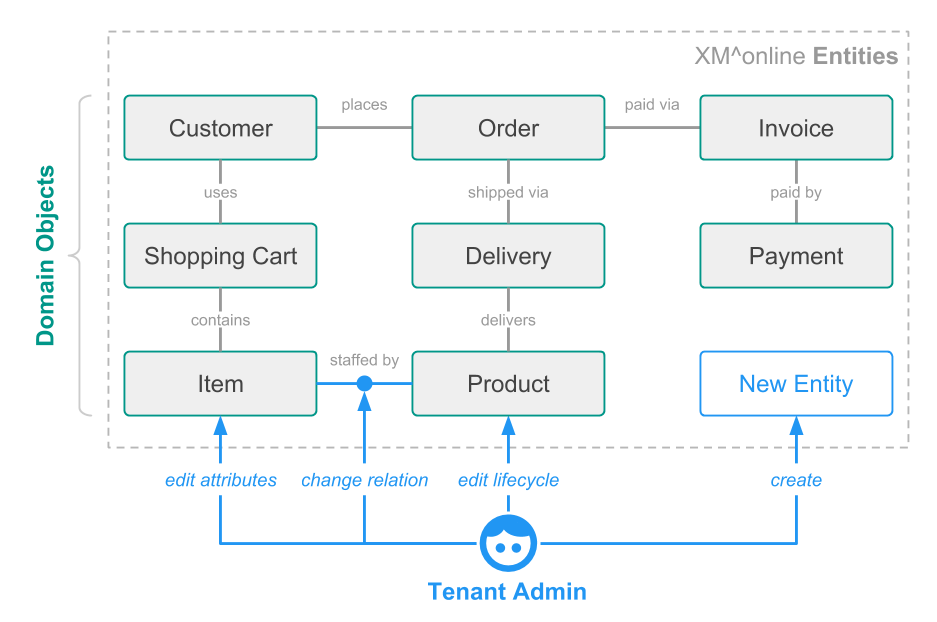 XM^online Entities
Domain Objects
Customer
places
Order
paid via
Invoice
uses
shipped via
paid by
Shopping Cart
Delivery
Payment
contains
delivers
Item
staffed by
Product
New Entity
edit attributes
change relation
edit lifecycle
create
Tenant Admin